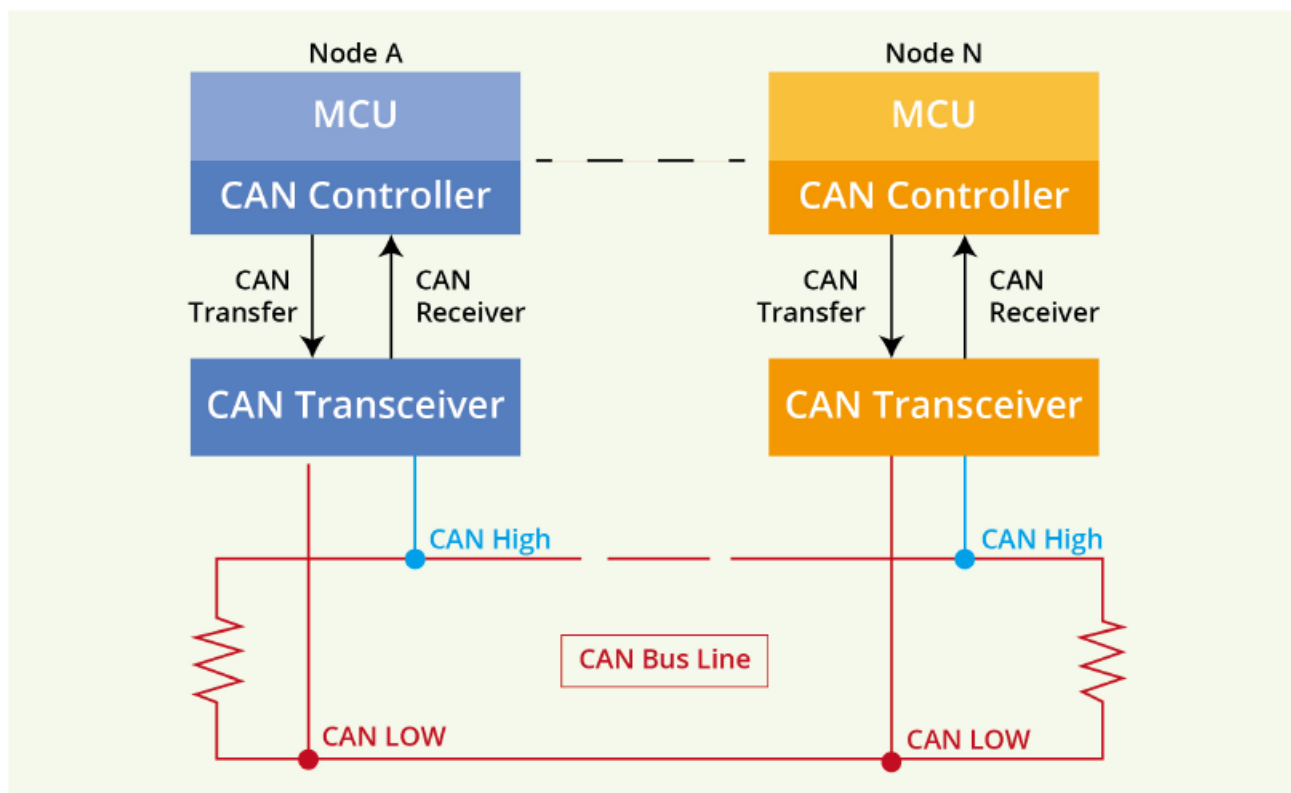 Node A
Node N
MCU
MCU
CAN Controller
CAN Controller
CAN
Transfer
CAN
Receiver
CAN
Transfer
CAN
Receiver
CAN Transceiver
CAN Transceiver
CAN High
CAN High
CAN Bus Line
CAN LOW
CAN LOW